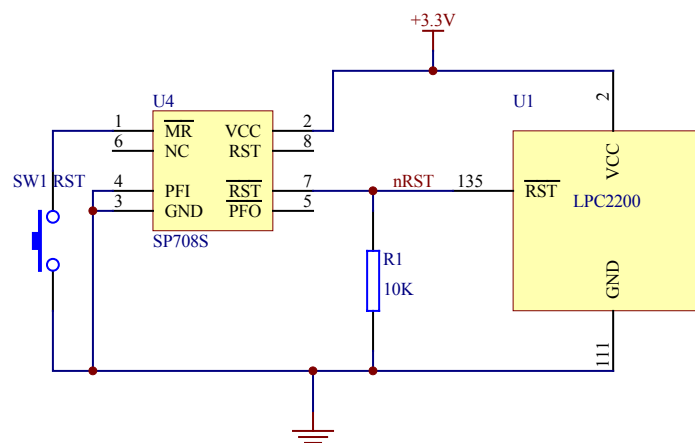 +3.3V
U4
U1
1 MR VCC 2
6 NC RST 8
2
VCC
SW1 RST
4 PFI RST 7
nRST
135 RST
LPC2200
3 GND PFO 5
SP708S
R1
10K
GND
111